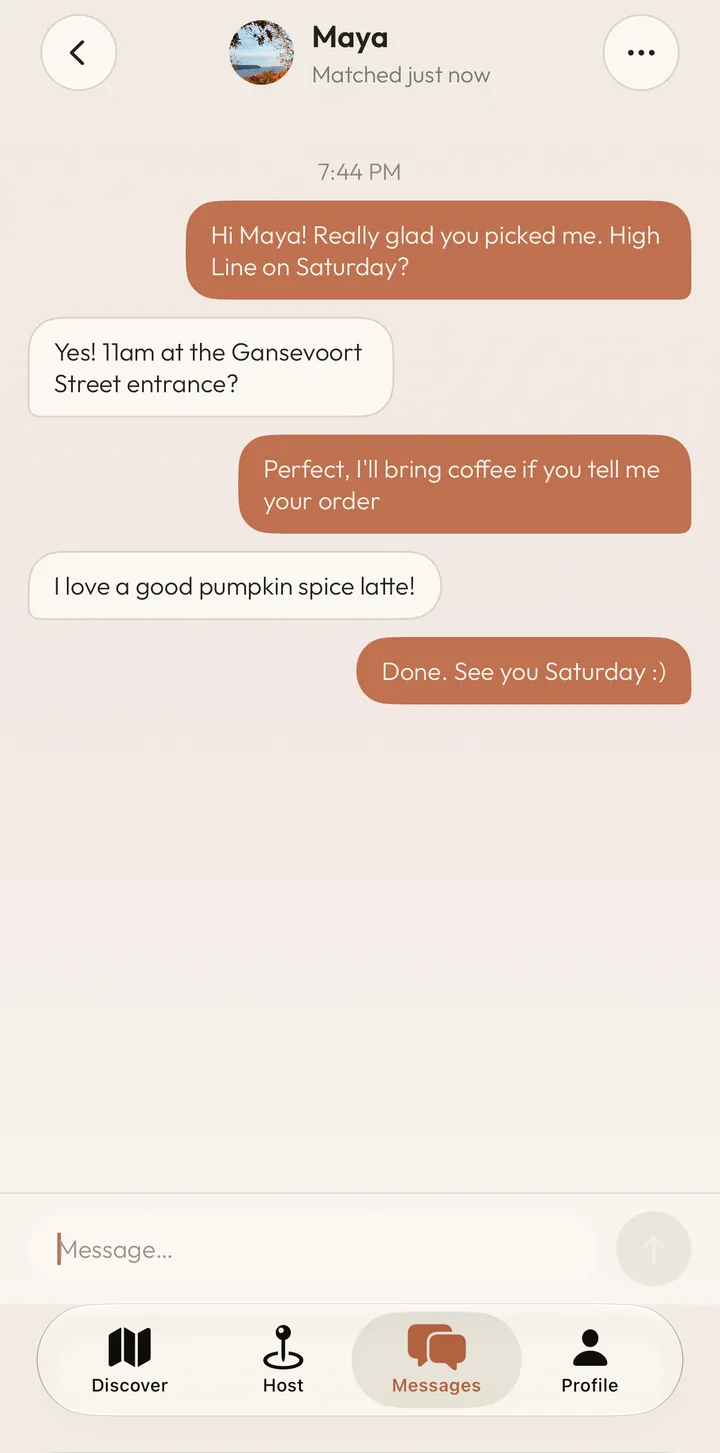 Maya
Matched just now
7:44 PM
Hi Maya! Really glad you picked me. High
Line on Saturday?
Yes! 11am at the Gansevoort
Street entrance?
Perfect, I'll bring coffee if you tell me
your order
I love a good pumpkin spice latte!
Done. See you Saturday :)
Message...
Discover
Host
Messages
Profile